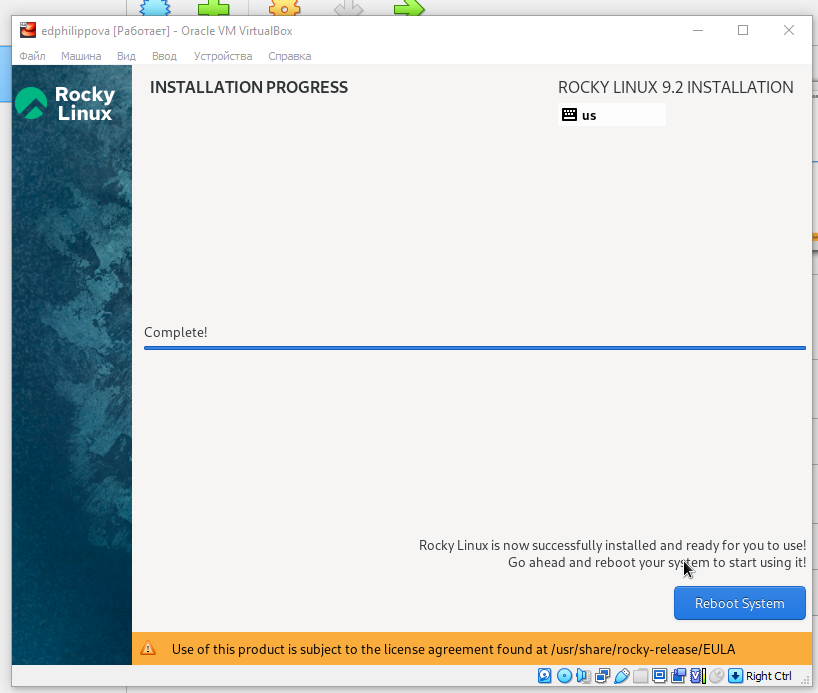 edphilippova [Работает] - Oracle VM VirtualBox
Файл Машина Вид Ввод Устройства Справка
Rocky
Linux
INSTALLATION PROGRESS
ROCKY LINUX 9.2 INSTALLATION
us
Complete!
Rocky Linux is now successfully installed and ready for you to use!
Go ahead and reboot your system to start using it!
Reboot System
Use of this product is subject to the license agreement found at /usr/share/rocky-release/EULA
Right Ctrl